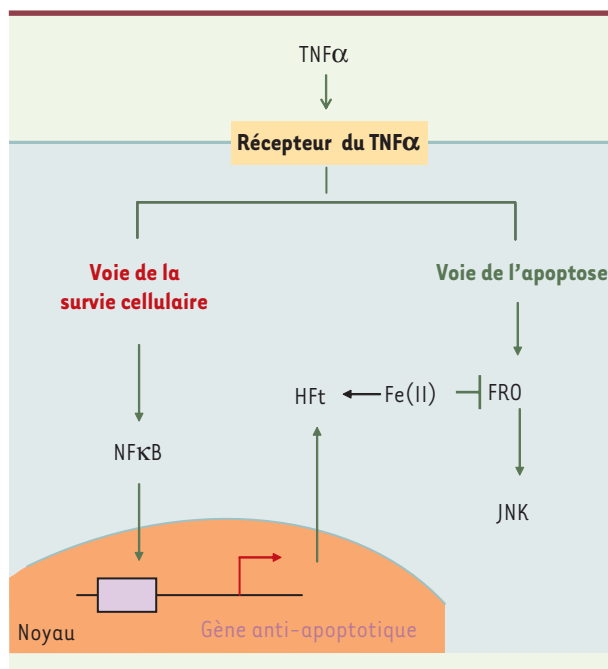 TNFα
Récepteur du TNFα
Voie de la
survie cellulaire
Voie de l'apoptose
HFt
Fe(II)
FRO
NFκB
JNK
Gène anti-apoptotique
Noyau